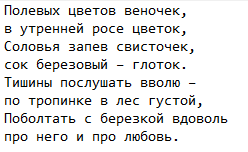 Полевых цветов веночек,
в утренней росе цветок,
Соловья запев свисточек,
сок березовый – глоток.
Тишины послушать вволю –
по тропинке в лес густой,
Поболтать с березкой вдоволь
про него и про любовь.